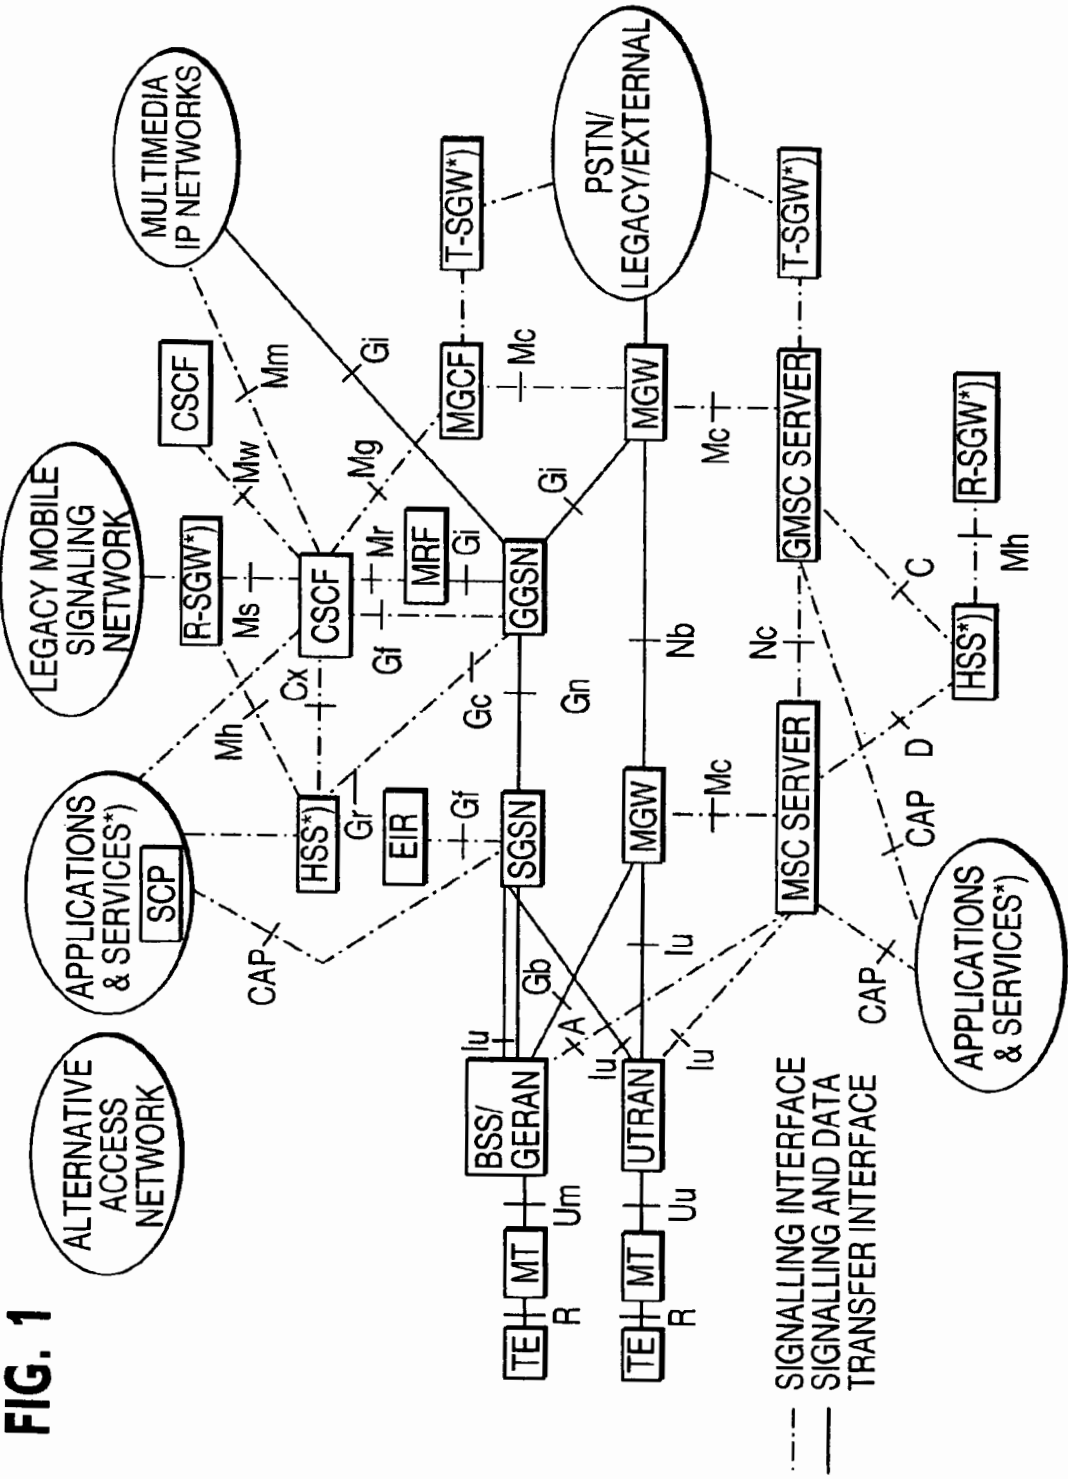 FIG. 1
ALTERNATIVE
ACCESS
NETWORK
APPLICATIONS
& SERVICES*)
SCP
LEGACY MOBILE
SIGNALING
NETWORK
MULTIMEDIA
IP NETWORKS
CAP
Mh
R-SGW*)
Ms
CSCF
Mw
Mm
HSS*)
Cx
CSCF
Gr
EIR
Gf
Gf
Mr
MRF
Gi
Mg
Gi
MGCF
T-SGW*)
Gc
Mc
TE
R
MT
Um
BSS/
GERAN
Iu
Gb
SGSN
Gn
GGSN
Gi
A
Iu
TE
R
MT
Uu
UTRAN
Iu
Iu
MGW
Nb
MGW
PSTN/
LEGACY/EXTERNAL
Mc
Mc
MSC SERVER
Nc
GMSC SERVER
T-SGW*)
CAP
CAP
D
C
APPLICATIONS
& SERVICES*)
HSS*)
Mh
R-SGW*)
SIGNALLING INTERFACE
SIGNALLING AND DATA
TRANSFER INTERFACE